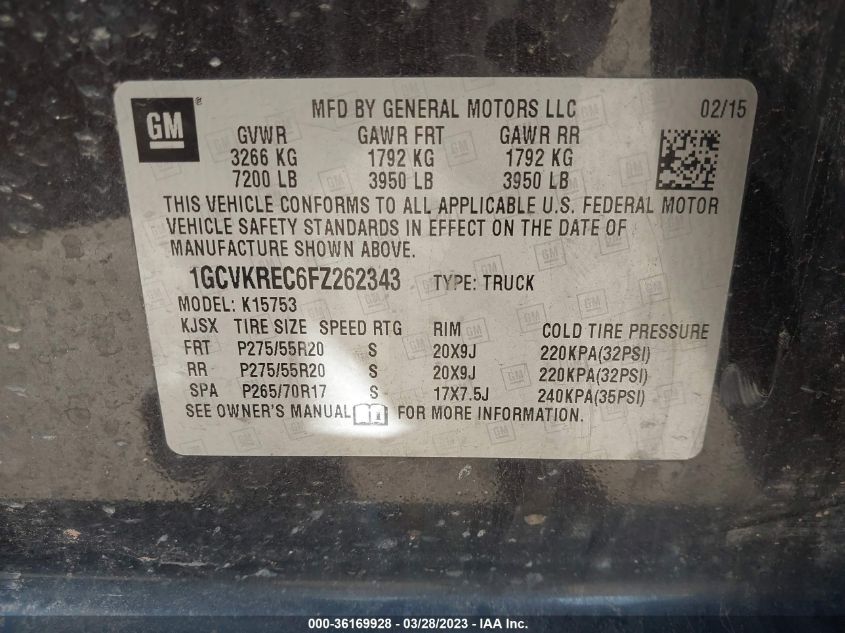 GM ® MFD BY GENERAL MOTORS LLC 02/15
GVWR GAWR FRT GAWR RR
3266 KG 1792 KG 1792 KG
7200 LB 3950 LB 3950 LB
THIS VEHICLE CONFORMS TO ALL APPLICABLE U.S. FEDERAL MOTOR
VEHICLE SAFETY STANDARDS IN EFFECT ON THE DATE OF
MANUFACTURE SHOWN ABOVE.
1GCVKREC6FZ262343 TYPE: TRUCK
MODEL: K15753
KJSX TIRE SIZE SPEED RTG RIM COLD TIRE PRESSURE
FRT P275/55R20 S 20X9J 220KPA(32PSI)
RR P275/55R20 S 20X9J 220KPA(32PSI)
SPA P265/70R17 S 17X7.5J 240KPA(35PSI)
SEE OWNER'S MANUAL FOR MORE INFORMATION.
000-36169928 - 03/28/2023 - IAA Inc.